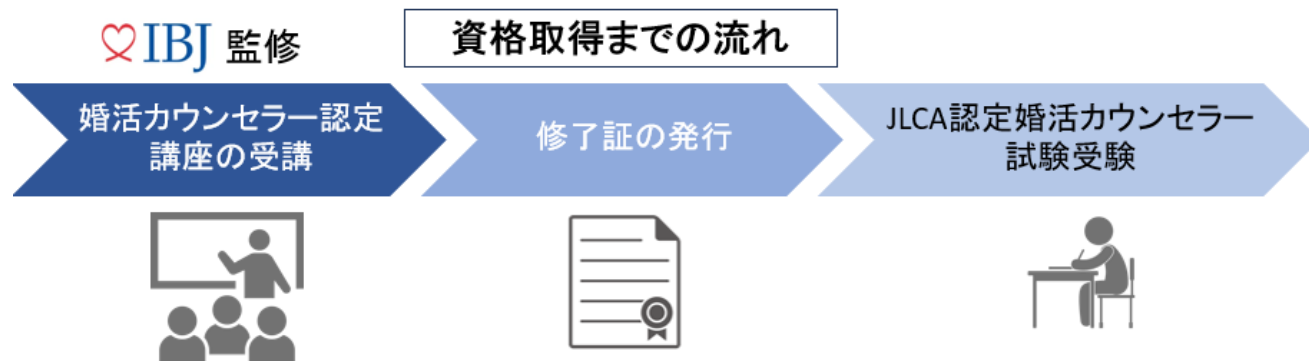 IBJ 監修
資格取得までの流れ
婚活カウンセラー認定
講座の受講
修了証の発行
JLCA認定婚活カウンセラー
試験受験